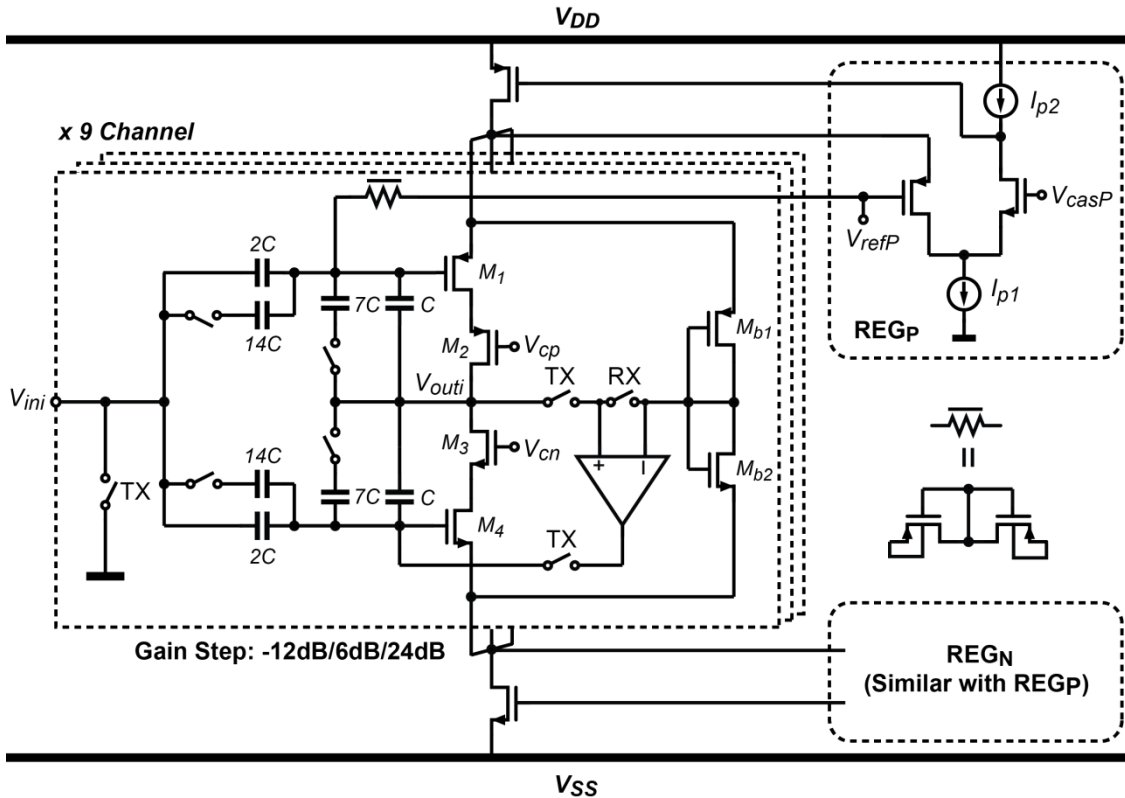 VDD
Ip2
x 9 Channel
VcasP
VrefP
2C
M1
7C
C
Ip1
14C
REGP
M2
Vcp
Mb1
Vini
Vouti
TX
RX
M3
Vcn
+
–
Mb2
TX
14C
7C
C
M4
2C
TX
Gain Step: -12dB/6dB/24dB
REGN
(Similar with REGP)
VSS